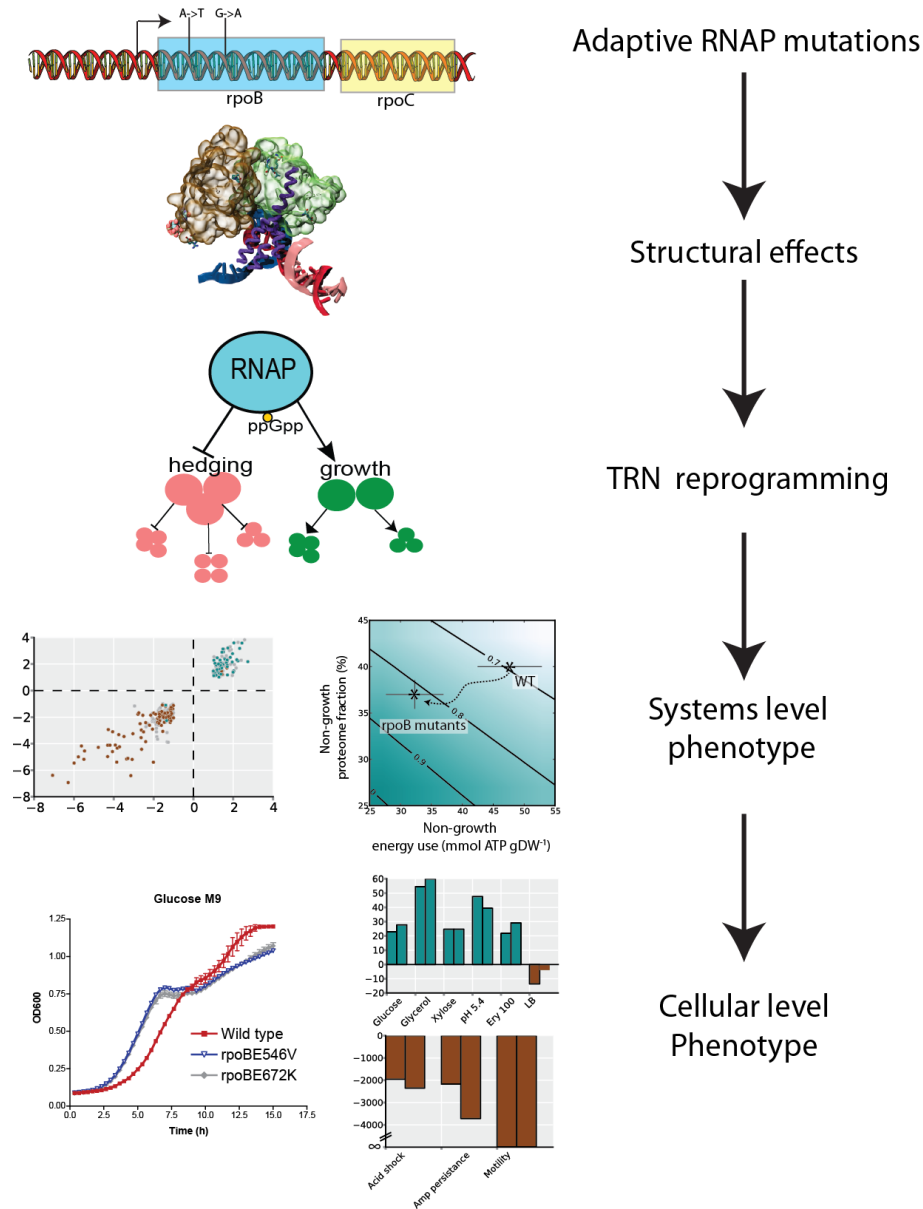 A->T G->A
rpoB
rpoC
Adaptive RNAP mutations
Structural effects
RNAP
ppGpp
hedging
growth
TRN reprogramming
4
2
0
−2
−4
−6
−8
−8 −6 −4 −2 0 2 4
Non-growth
proteome fraction (%)
45
40
35
30
25
0.7
WT
0.8
rpoB mutants
0.9
25 30 35 40 45 50 55
Non-growth
energy use (mmol ATP gDW⁻¹)
Systems level
phenotype
Glucose M9
OD600
1.25
1.00
0.75
0.50
0.25
0.00
Wild type
rpoBE546V
rpoBE672K
0.0 2.5 5.0 7.5 10.0 12.5 15.0 17.5
Time (h)
60
50
40
30
20
10
0
−10
−20
Glucose
Glycerol
Xylose
pH 5.4
Ery 100
LB
0
−1000
−2000
−3000
−4000
∞
Acid shock
Amp persistance
Motility
Cellular level
Phenotype